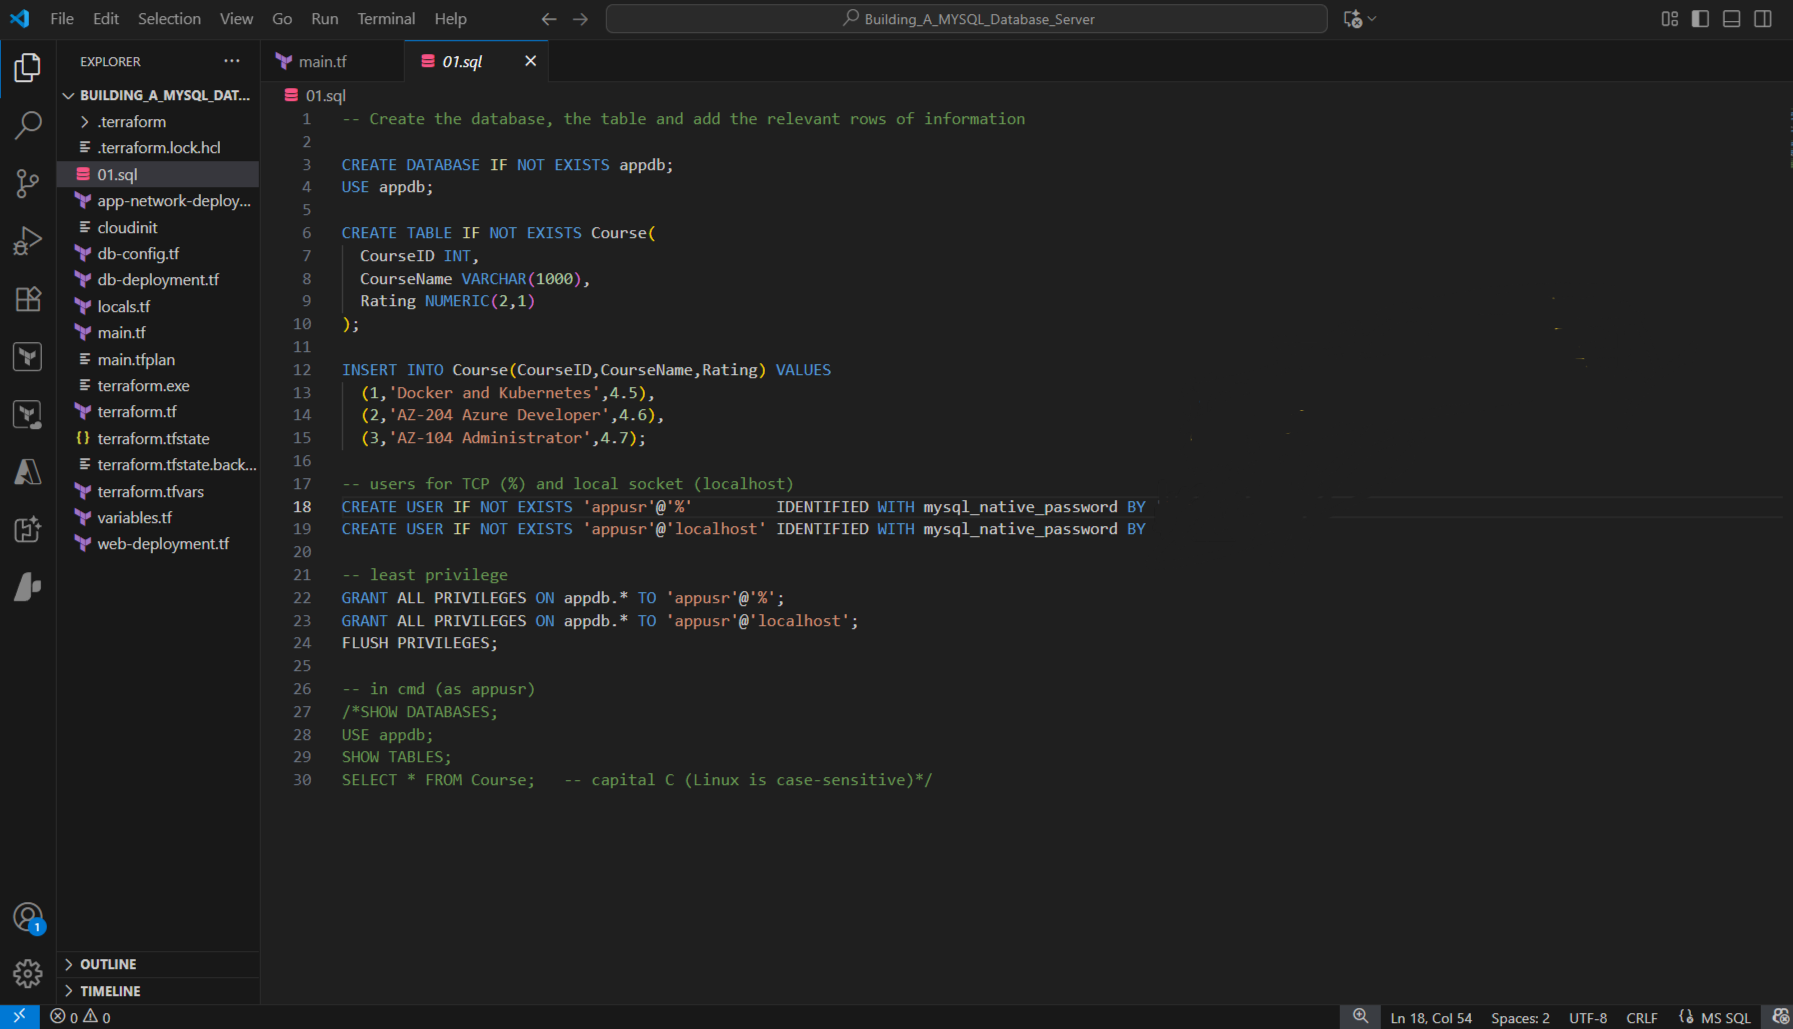 File Edit Selection View Go Run Terminal Help
Building_A_MYSQL_Database_Server
EXPLORER
BUILDING_A_MYSQL_DAT...
.terraform
.terraform.lock.hcl
01.sql
app-network-deploy...
cloudinit
db-config.tf
db-deployment.tf
locals.tf
main.tf
main.tfplan
terraform.exe
terraform.tf
terraform.tfstate
terraform.tfstate.back...
terraform.tfvars
variables.tf
web-deployment.tf
OUTLINE
TIMELINE
1
main.tf
01.sql
01.sql
1 -- Create the database, the table and add the relevant rows of information
2
3 CREATE DATABASE IF NOT EXISTS appdb;
4 USE appdb;
5
6 CREATE TABLE IF NOT EXISTS Course(
7 CourseID INT,
8 CourseName VARCHAR(1000),
9 Rating NUMERIC(2,1)
10 );
11
12 INSERT INTO Course(CourseID,CourseName,Rating) VALUES
13 (1,'Docker and Kubernetes',4.5),
14 (2,'AZ-204 Azure Developer',4.6),
15 (3,'AZ-104 Administrator',4.7);
16
17 -- users for TCP (%) and local socket (localhost)
18 CREATE USER IF NOT EXISTS 'appusr'@'%' IDENTIFIED WITH mysql_native_password BY
19 CREATE USER IF NOT EXISTS 'appusr'@'localhost' IDENTIFIED WITH mysql_native_password BY
20
21 -- least privilege
22 GRANT ALL PRIVILEGES ON appdb.* TO 'appusr'@'%';
23 GRANT ALL PRIVILEGES ON appdb.* TO 'appusr'@'localhost';
24 FLUSH PRIVILEGES;
25
26 -- in cmd (as appusr)
27 /*SHOW DATABASES;
28 USE appdb;
29 SHOW TABLES;
30 SELECT * FROM Course; -- capital C (Linux is case-sensitive)*/
0 0
Ln 18, Col 54 Spaces: 2 UTF-8 CRLF MS SQL